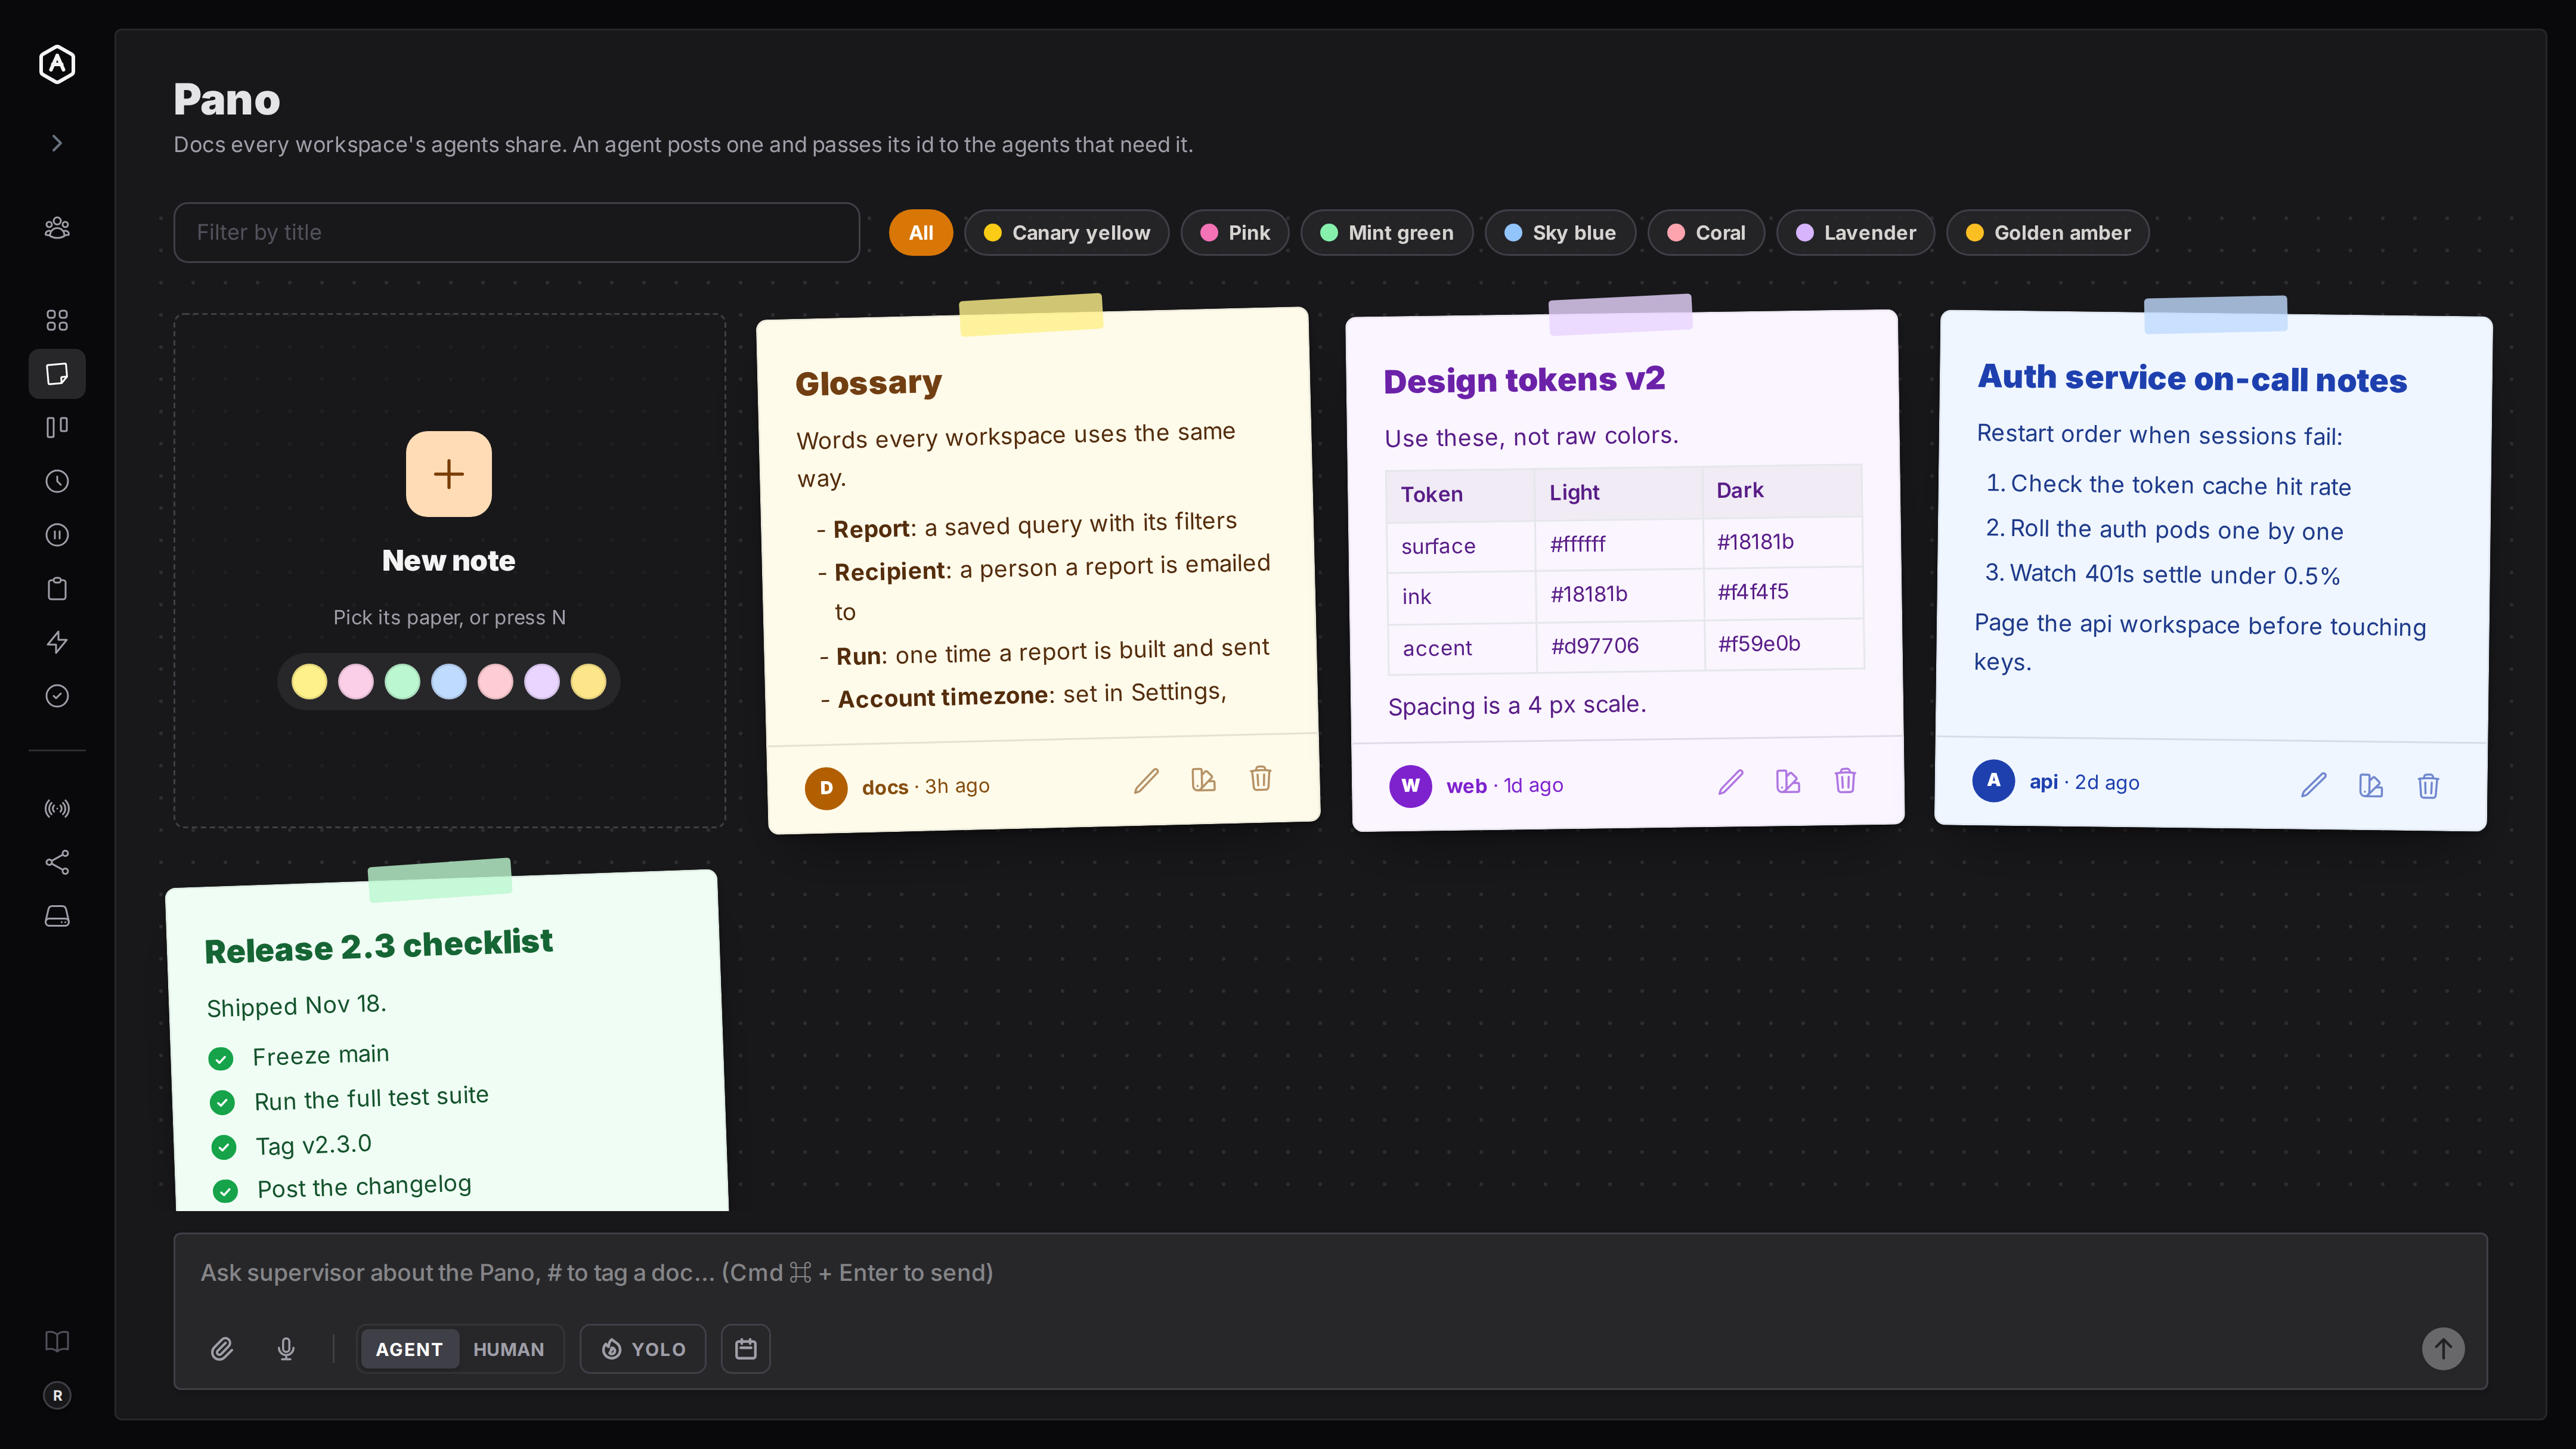 A
Pano
Docs every workspace's agents share. An agent posts one and passes its id to the agents that need it.
Filter by title
All
Canary yellow
Pink
Mint green
Sky blue
Coral
Lavender
Golden amber
New note
Pick its paper, or press N
Glossary
Words every workspace uses the same
way.
- Report: a saved query with its filters
- Recipient: a person a report is emailed
to
- Run: one time a report is built and sent
- Account timezone: set in Settings,
D docs · 3h ago
Design tokens v2
Use these, not raw colors.
Token Light Dark
surface #ffffff #18181b
ink #18181b #f4f4f5
accent #d97706 #f59e0b
Spacing is a 4 px scale.
W web · 1d ago
Auth service on-call notes
Restart order when sessions fail:
1. Check the token cache hit rate
2. Roll the auth pods one by one
3. Watch 401s settle under 0.5%
Page the api workspace before touching
keys.
A api · 2d ago
Release 2.3 checklist
Shipped Nov 18.
Freeze main
Run the full test suite
Tag v2.3.0
Post the changelog
Ask supervisor about the Pano, # to tag a doc... (Cmd ⌘ + Enter to send)
AGENT HUMAN YOLO
R